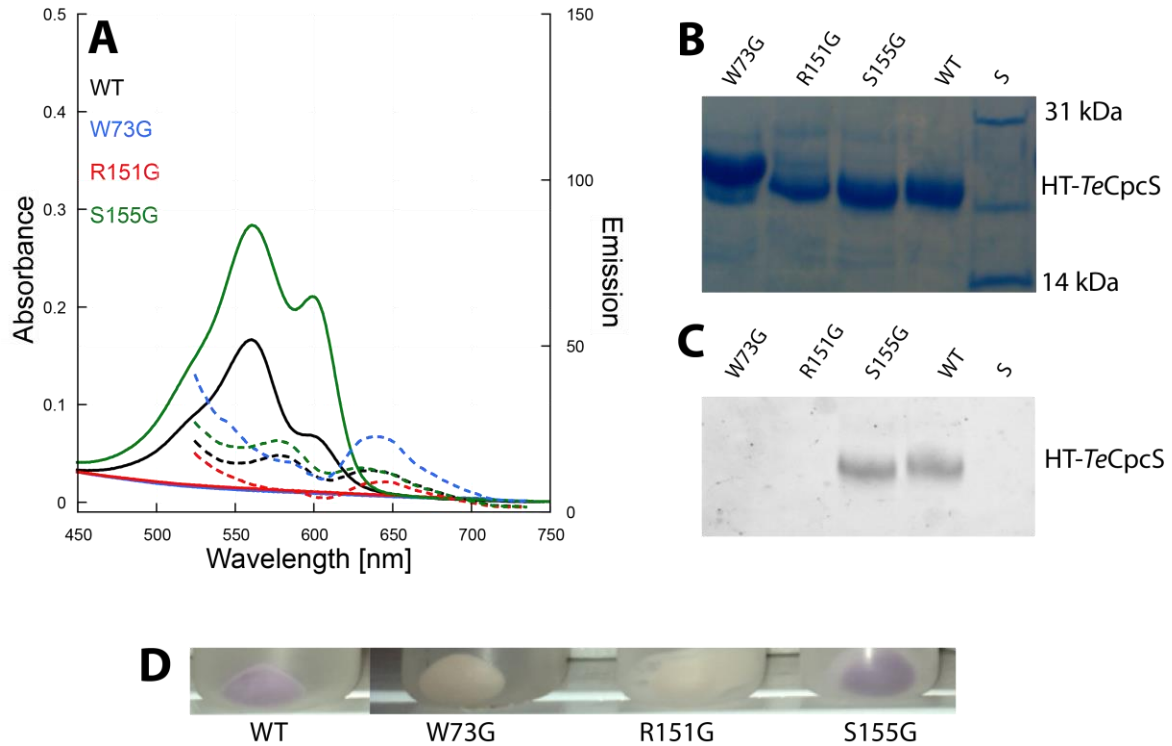 A
WT
W73G
R151G
S155G
0.5
0.4
0.3
0.2
0.1
0
150
100
50
0
450 500 550 600 650 700 750
Absorbance
Emission
Wavelength [nm]
B
W73G R151G S155G WT S
31 kDa
HT-TeCpcS
14 kDa
C
W73G R151G S155G WT S
HT-TeCpcS
D
WT W73G R151G S155G